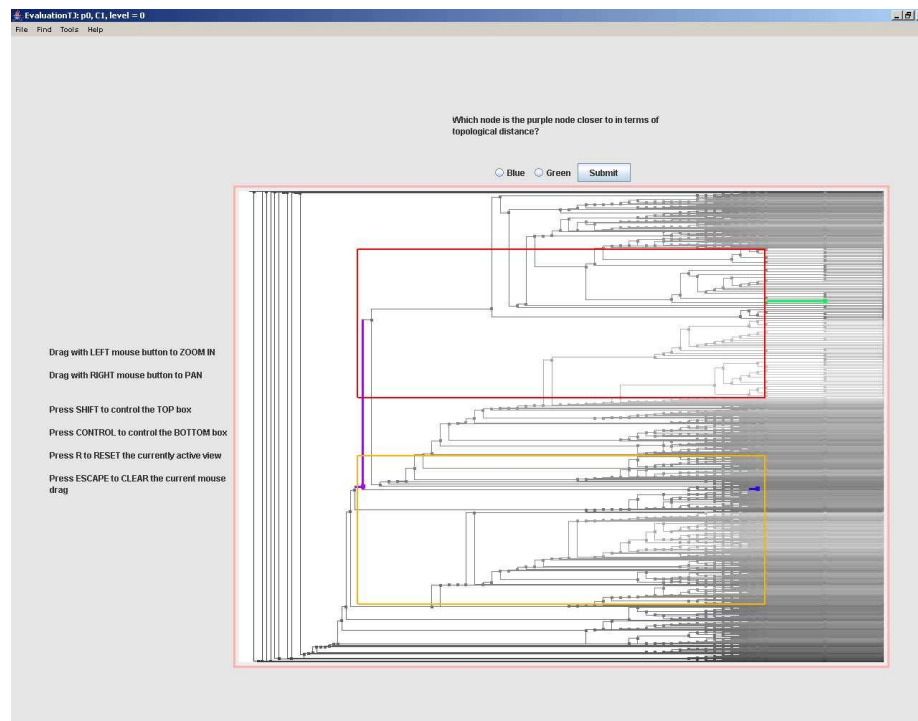 EvaluationTJ: p0, C1, level = 0
File Find Tools Help
Which node is the purple node closer to in terms of
topological distance?
Blue Green Submit
Drag with LEFT mouse button to ZOOM IN
Drag with RIGHT mouse button to PAN
Press SHIFT to control the TOP box
Press CONTROL to control the BOTTOM box
Press R to RESET the currently active view
Press ESCAPE to CLEAR the current mouse
drag